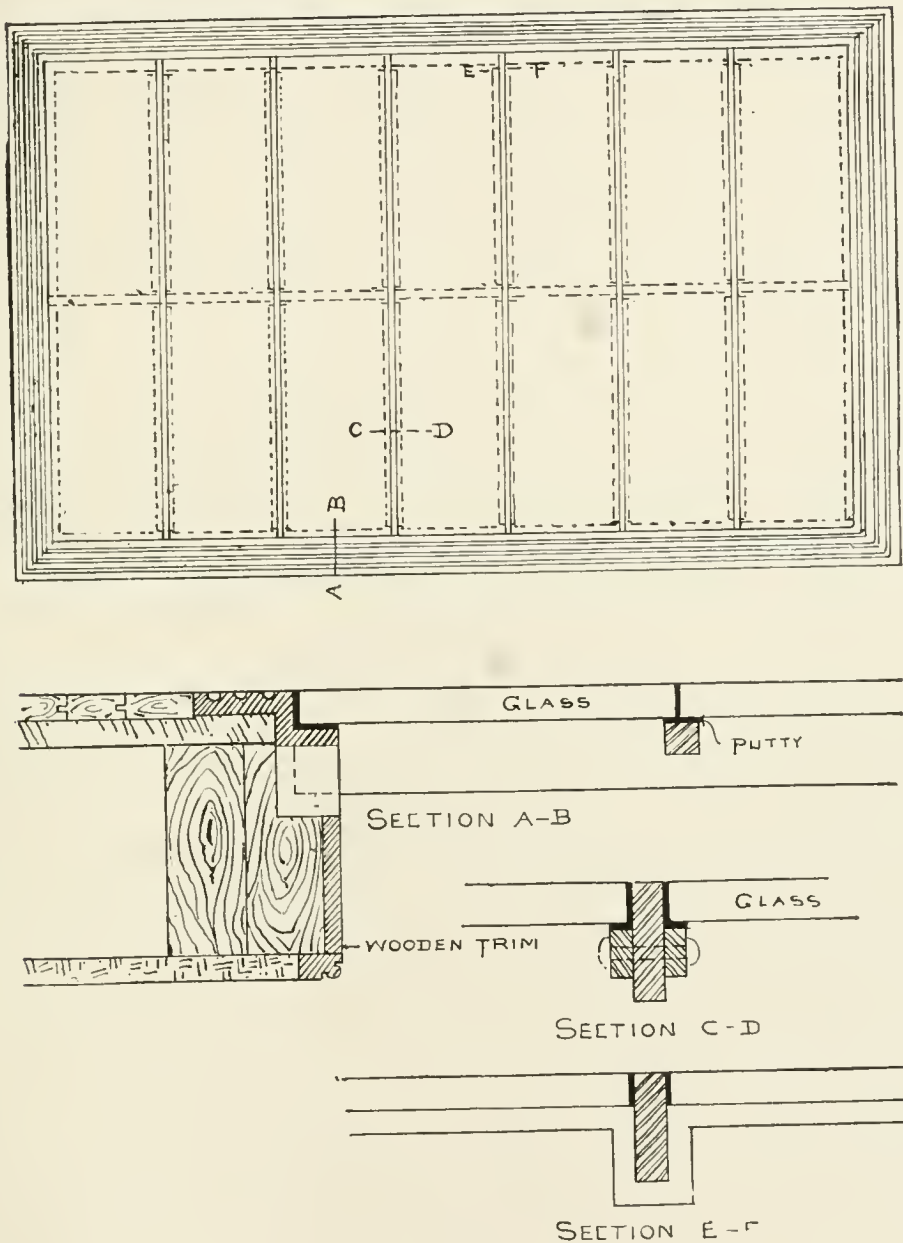 E F
C D
B
A
GLASS
PUTTY
SECTION A-B
GLASS
WOODEN TRIM
SECTION C-D
SECTION E-F